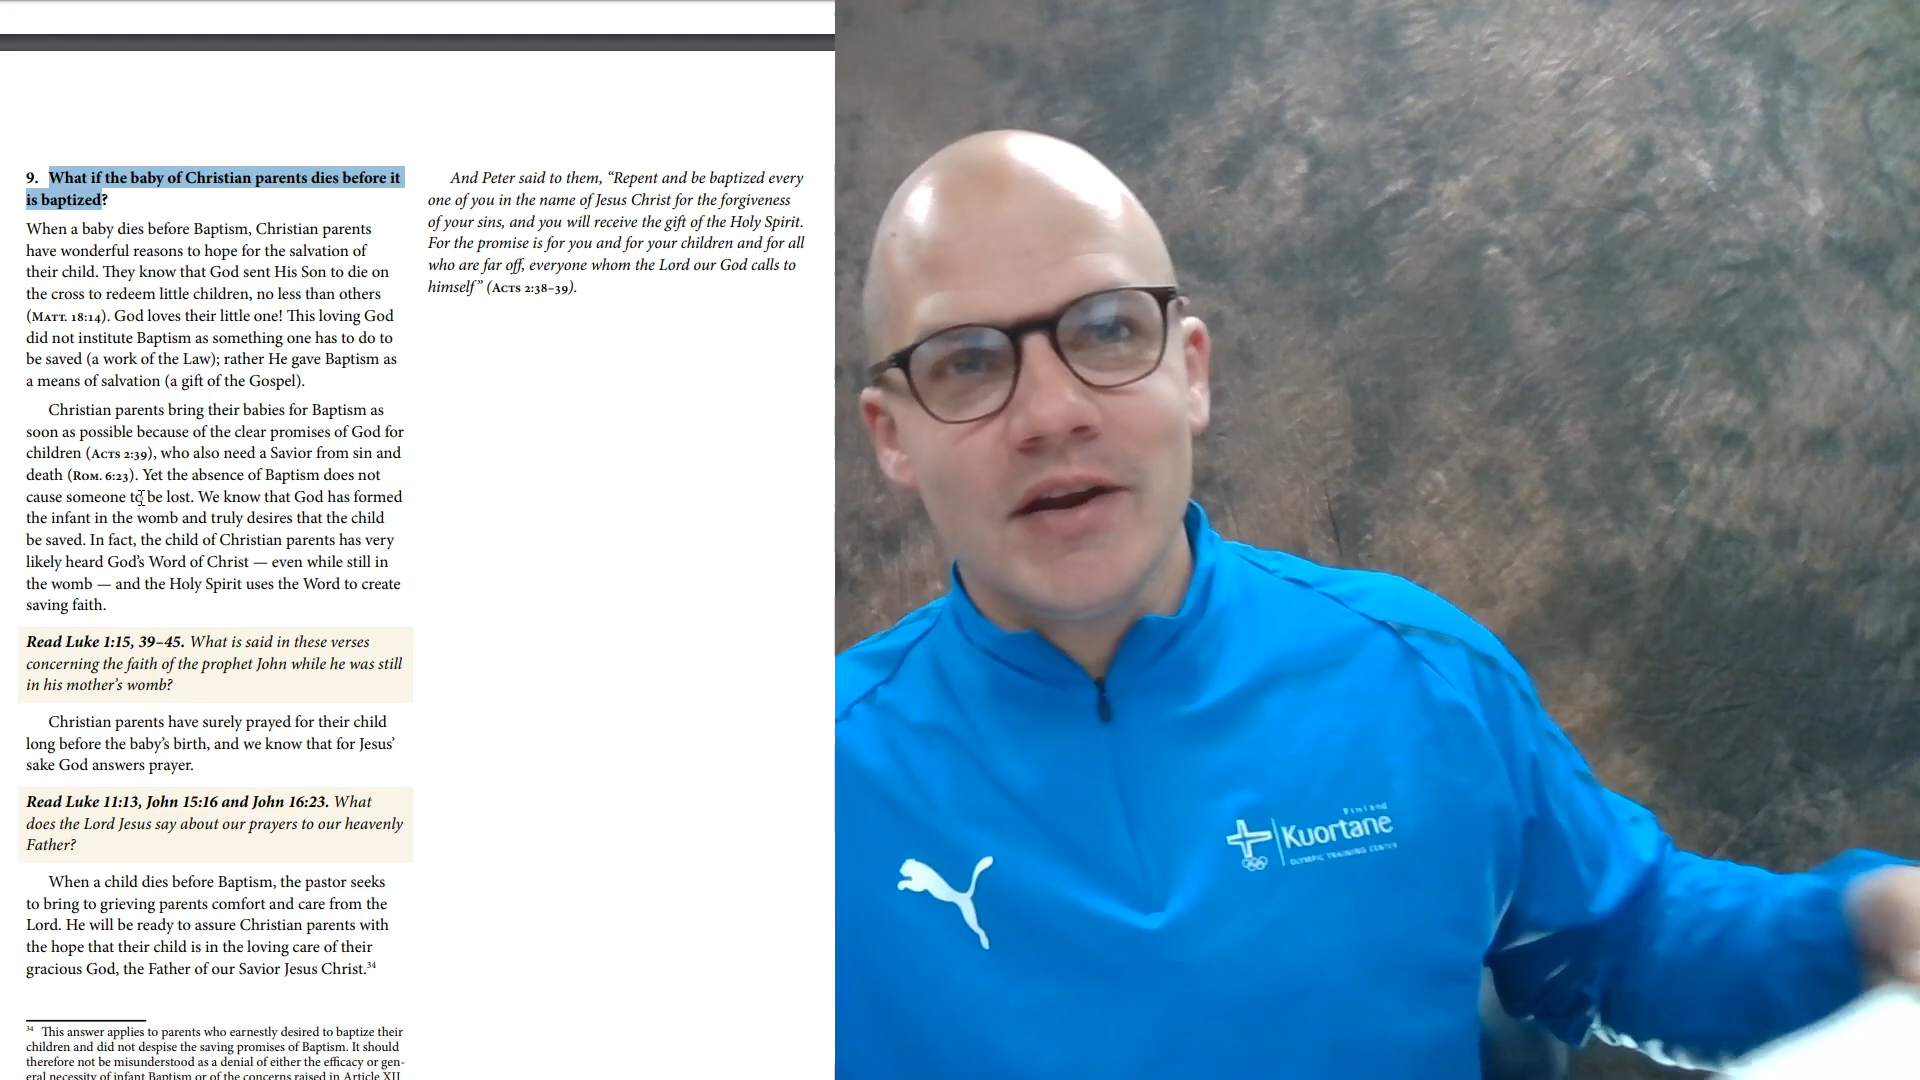 9. What if the baby of Christian parents dies before it
is baptized?
When a baby dies before Baptism, Christian parents
have wonderful reasons to hope for the salvation of
their child. They know that God sent His Son to die on
the cross to redeem little children, no less than others
(Matt. 18:14). God loves their little one! This loving God
did not institute Baptism as something one has to do to
be saved (a work of the Law); rather He gave Baptism as
a means of salvation (a gift of the Gospel).
Christian parents bring their babies for Baptism as
soon as possible because of the clear promises of God for
children (Acts 2:39), who also need a Savior from sin and
death (Rom. 6:23). Yet the absence of Baptism does not
cause someone to be lost. We know that God has formed
the infant in the womb and truly desires that the child
be saved. In fact, the child of Christian parents has very
likely heard God's Word of Christ — even while still in
the womb — and the Holy Spirit uses the Word to create
saving faith.
Read Luke 1:15, 39–45. What is said in these verses
concerning the faith of the prophet John while he was still
in his mother's womb?
Christian parents have surely prayed for their child
long before the baby's birth, and we know that for Jesus'
sake God answers prayer.
Read Luke 11:13, John 15:16 and John 16:23. What
does the Lord Jesus say about our prayers to our heavenly
Father?
When a child dies before Baptism, the pastor seeks
to bring to grieving parents comfort and care from the
Lord. He will be ready to assure Christian parents with
the hope that their child is in the loving care of their
gracious God, the Father of our Savior Jesus Christ.34
34 This answer applies to parents who earnestly desired to baptize their
children and did not despise the saving promises of Baptism. It should
therefore not be misunderstood as a denial of either the efficacy or gen-
eral necessity of infant Baptism or of the concerns raised in Article XII
And Peter said to them, "Repent and be baptized every
one of you in the name of Jesus Christ for the forgiveness
of your sins, and you will receive the gift of the Holy Spirit.
For the promise is for you and for your children and for all
who are far off, everyone whom the Lord our God calls to
himself" (Acts 2:38–39).
Finland
Kuortane
OLYMPIC TRAINING CENTER